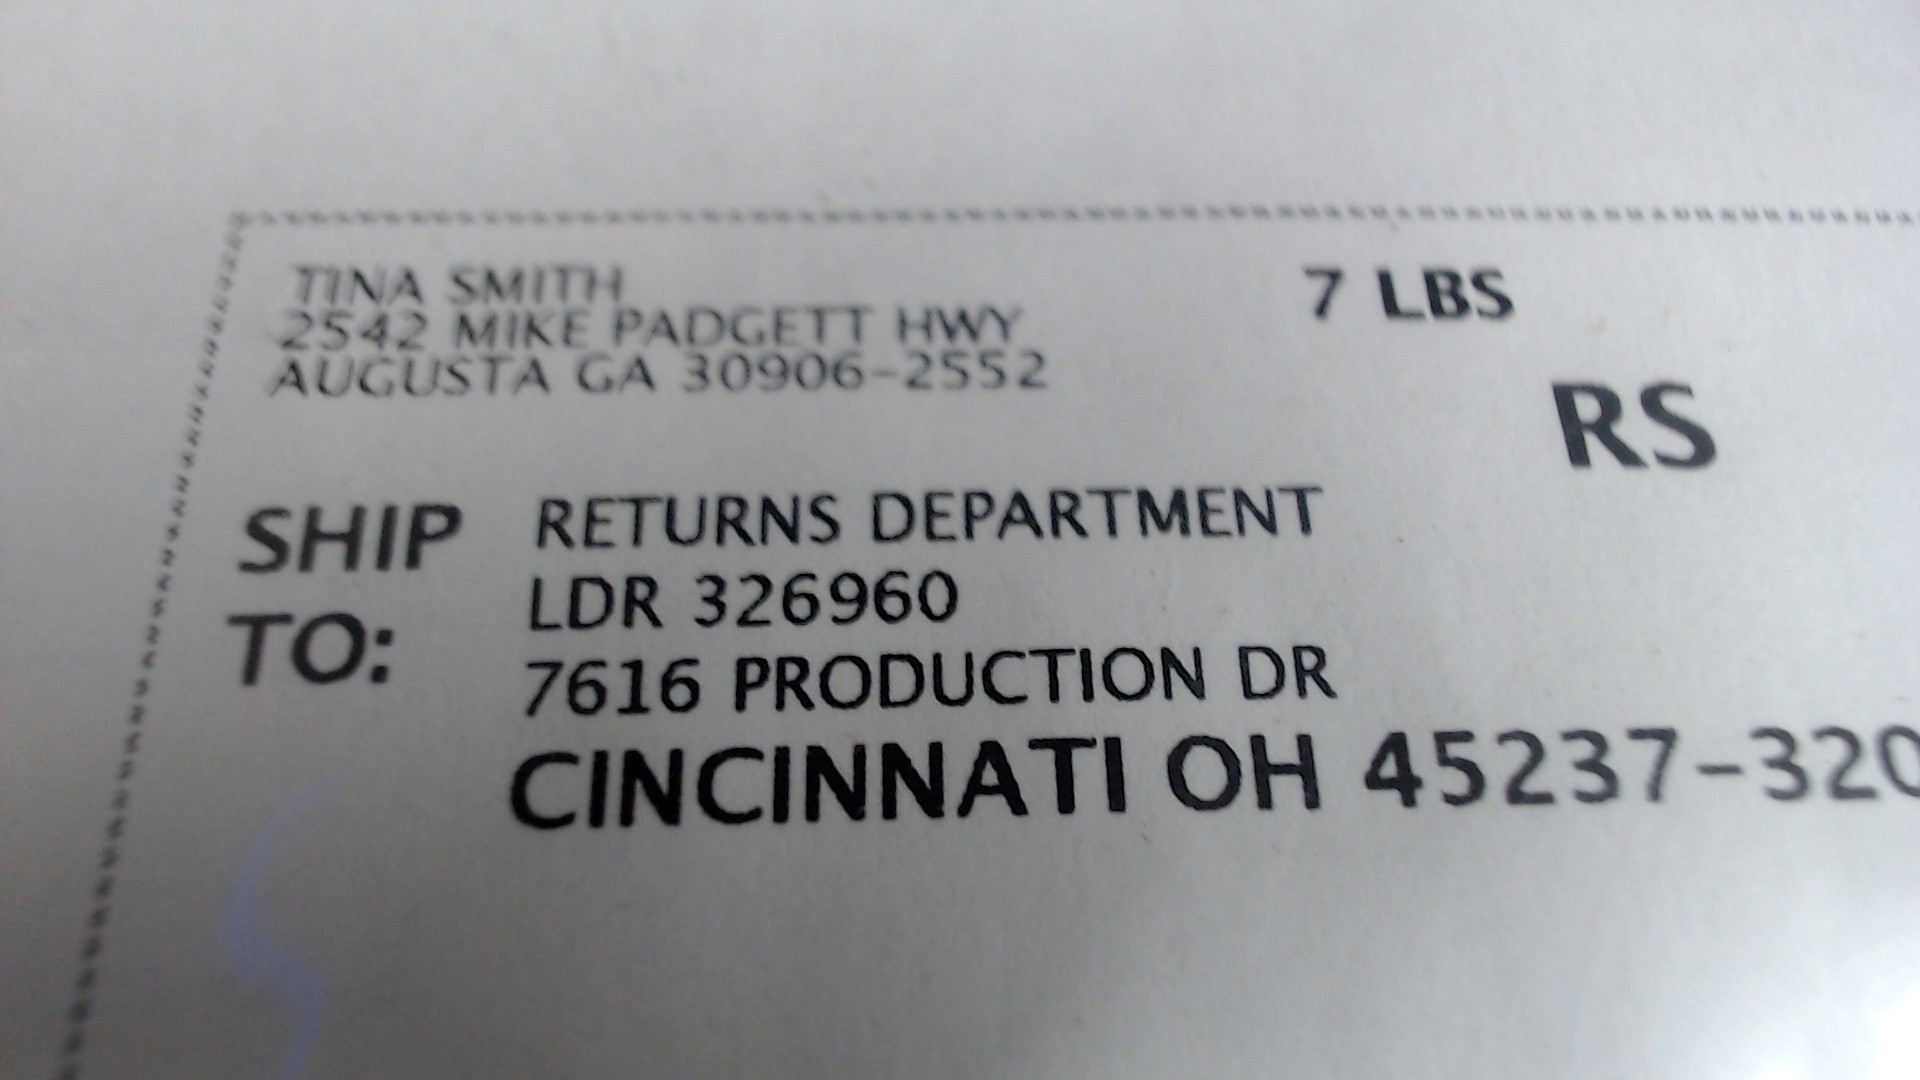 TINA SMITH
2542 MIKE PADGETT HWY
AUGUSTA GA 30906-2552
7 LBS
RS
SHIP TO:
RETURNS DEPARTMENT
LDR 326960
7616 PRODUCTION DR
CINCINNATI OH 45237-320